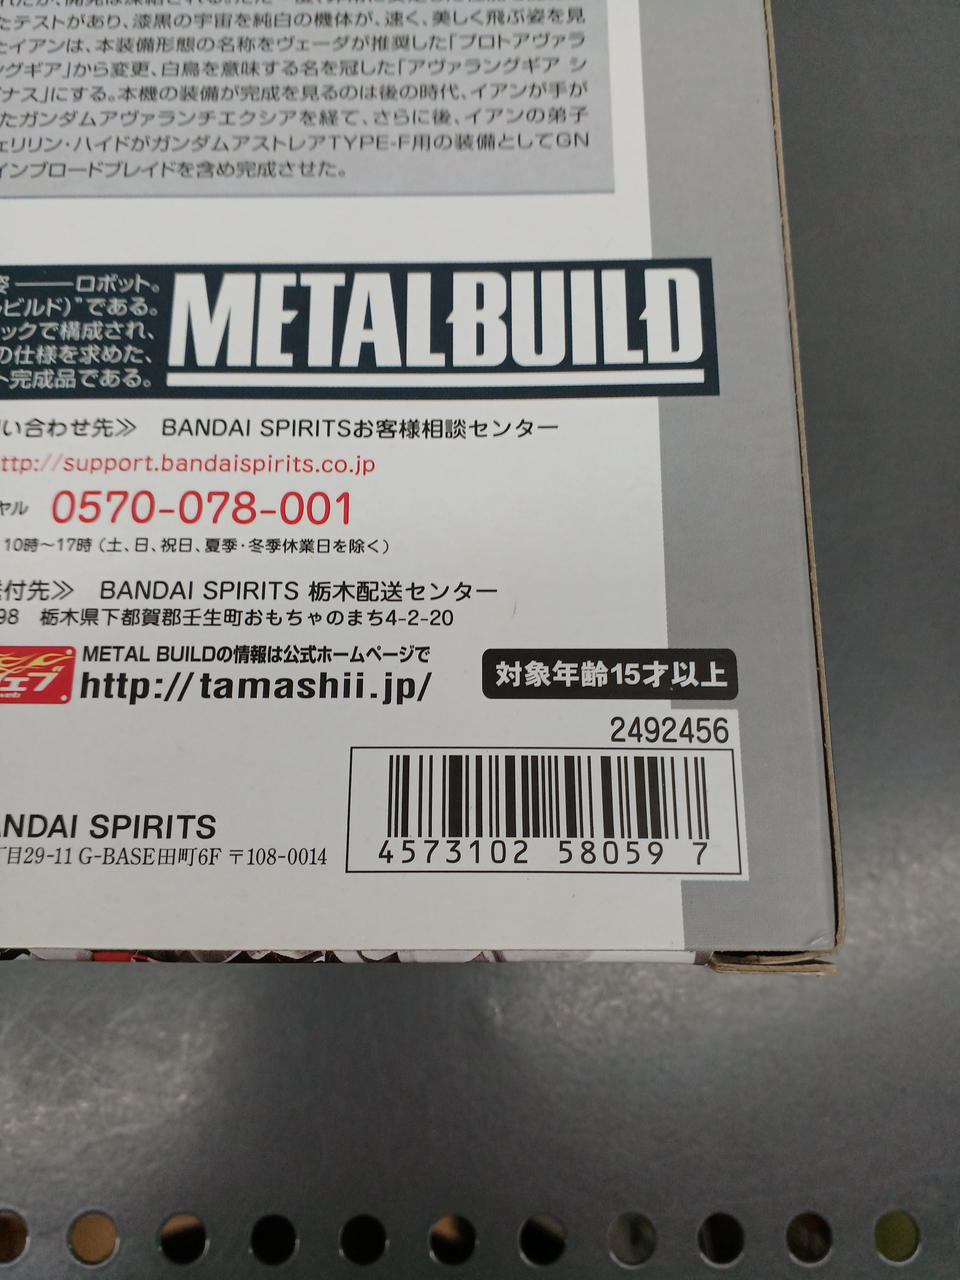 たテストがあり、漆黒の宇宙を純白の機体が、速く、美しく飛ぶ姿を見
たイアンは、本装備形態の名称をヴェーダが推奨した「プロトアヴァラ
ングギア」から変更、白鳥を意味する名を冠した「アヴァラングギア シ
グナス」にする。本機の装備が完成を見るのは後の時代、イアンが手が
たガンダムアヴァランチエクシアを経て、さらに後、イアンの弟子
ェリリン・ハイドがガンダムアストレアTYPE-F用の装備としてGN
インブロードブレイドを含め完成させた。
姿――ロボット。
ルビルド)"である。
ックで構成され、
の仕様を求めた、
ト完成品である。
METAL BUILD
い合わせ先≫ BANDAI SPIRITSお客様相談センター
ttp://support.bandaispirits.co.jp
ヤル 0570-078-001
10時〜17時(土、日、祝日、夏季・冬季休業日を除く)
付先≫ BANDAI SPIRITS 栃木配送センター
98 栃木県下都賀郡壬生町おもちゃのまち4-2-20
METAL BUILDの情報は公式ホームページで
http://tamashii.jp/
対象年齢15才以上
2492456
4573102 58059 7
ANDAI SPIRITS
丁目29-11 G-BASE田町6F 〒108-0014